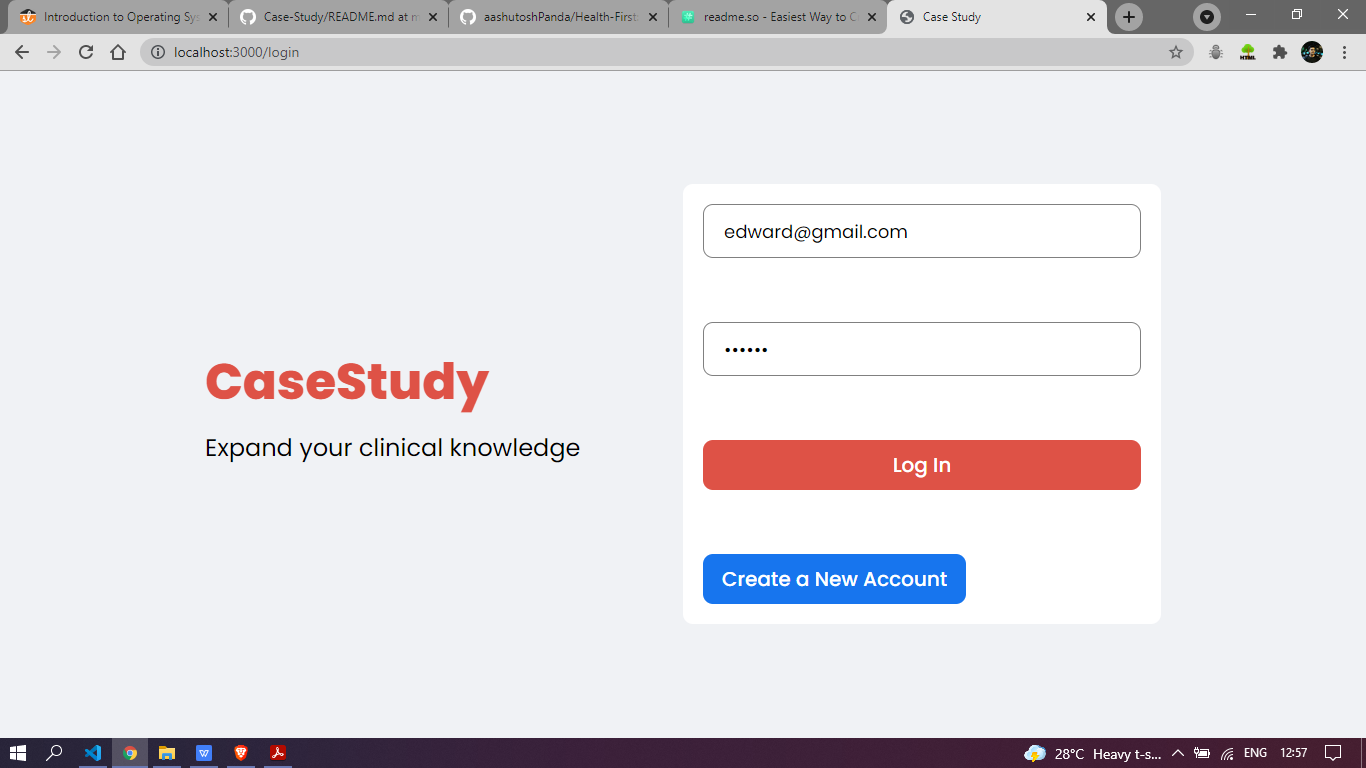 Introduction to Operating Sys
Case-Study/README.md at m
aashutoshPanda/Health-First:
readme.so - Easiest Way to C
Case Study
localhost:3000/login
HTML
edward@gmail.com
••••••
CaseStudy
Expand your clinical knowledge
Log In
Create a New Account
28°C Heavy t-s...
ENG
12:57